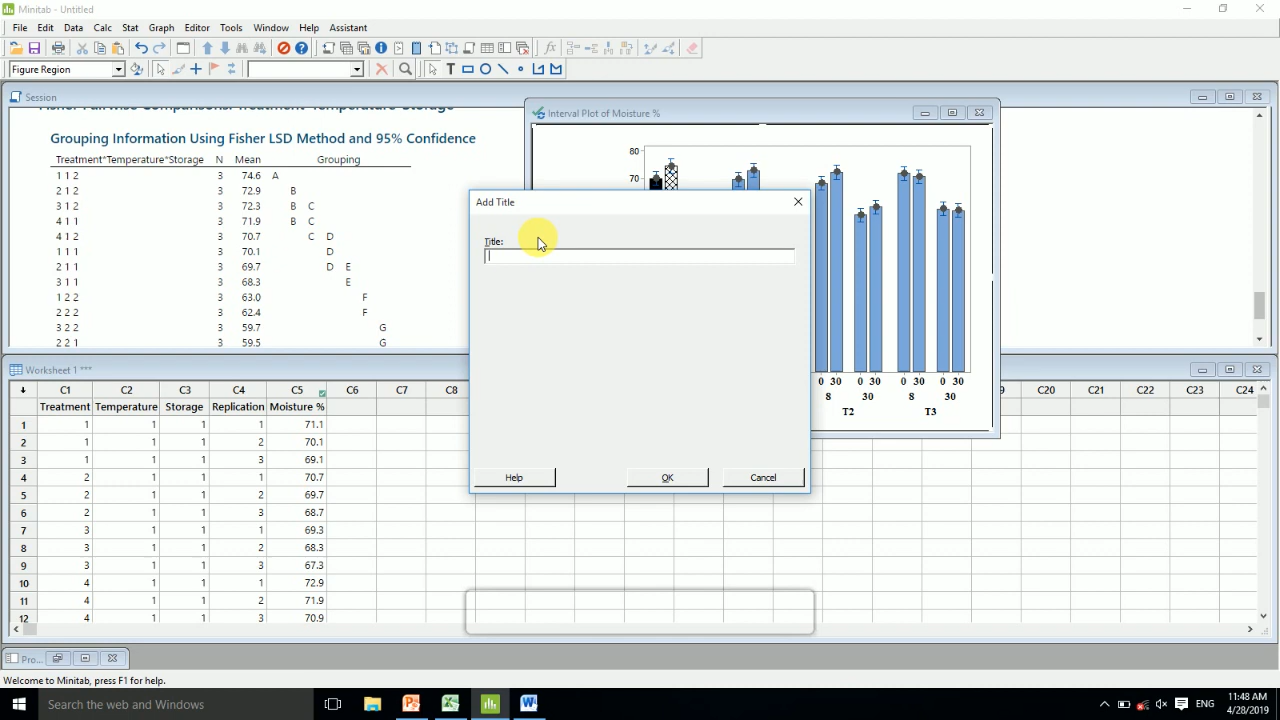 Minitab - Untitled
File Edit Data Calc Stat Graph Editor Tools Window Help Assistant
Figure Region
Session
Fisher Pairwise Comparisons: Treatment*Temperature*Storage
Grouping Information Using Fisher LSD Method and 95% Confidence
Treatment*Temperature*Storage N Mean Grouping
1 1 2 3 74.6 A
2 1 2 3 72.9 B
3 1 2 3 72.3 B C
4 1 1 3 71.9 B C
4 1 2 3 70.7 C D
1 1 1 3 70.1 D
2 1 1 3 69.7 D E
3 1 1 3 68.3 E
1 2 2 3 63.0 F
2 2 2 3 62.4 F
3 2 2 3 59.7 G
2 2 1 3 59.5 G
Interval Plot of Moisture %
80
70
0 30 0 30 0 30
8 30 8 30
T2 T3
Add Title
Title:
Help OK Cancel
Worksheet 1 ***
C1 C2 C3 C4 C5 C6 C7 C8 C20 C21 C22 C23 C24
Treatment Temperature Storage Replication Moisture %
1 1 1 1 1 71.1
2 1 1 1 2 70.1
3 1 1 1 3 69.1
4 2 1 1 1 70.7
5 2 1 1 2 69.7
6 2 1 1 3 68.7
7 3 1 1 1 69.3
8 3 1 1 2 68.3
9 3 1 1 3 67.3
10 4 1 1 1 72.9
11 4 1 1 2 71.9
12 4 1 1 3 70.9
Pro...
Welcome to Minitab, press F1 for help.
Search the web and Windows
ENG
11:48 AM
4/28/2019